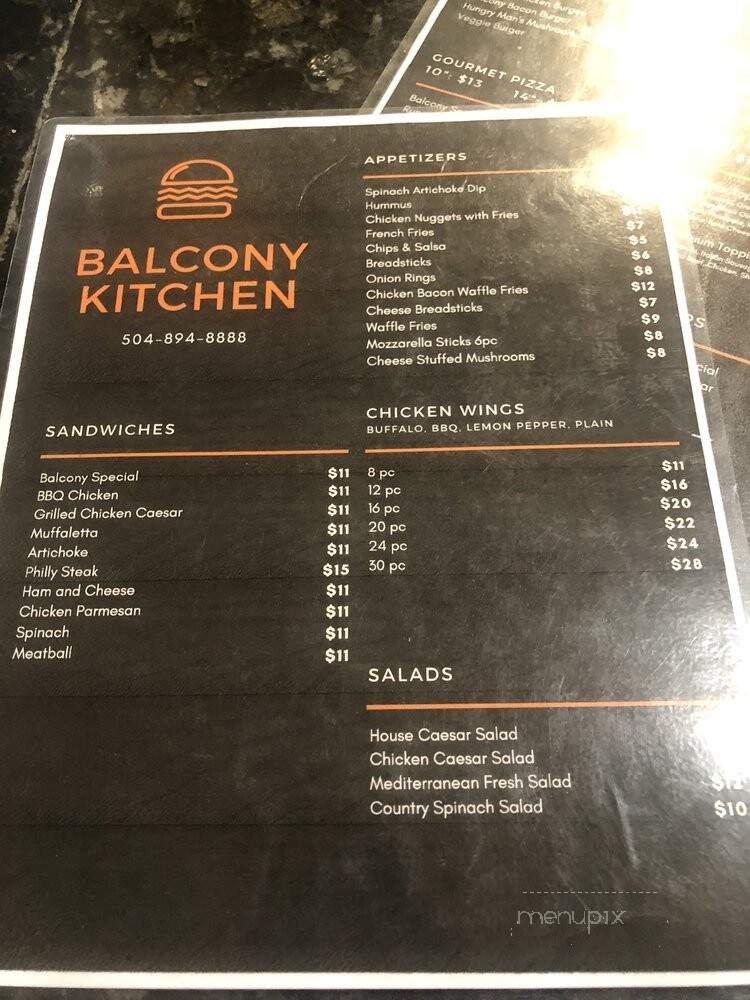 Hungry Man's Mushroom
Veggie Burger
GOURMET PIZZA
10": $13 14":
Balcony
BALCONY
KITCHEN
504-894-8888
APPETIZERS
Spinach Artichoke Dip
Hummus
Chicken Nuggets with Fries
French Fries $7
Chips & Salsa $5
Breadsticks $6
Onion Rings $8
Chicken Bacon Waffle Fries $12
Cheese Breadsticks $7
Waffle Fries $9
Mozzarella Sticks 6pc $8
Cheese Stuffed Mushrooms $8
SANDWICHES
Balcony Special $11
BBQ Chicken $11
Grilled Chicken Caesar $11
Muffaletta $11
Artichoke $11
Philly Steak $15
Ham and Cheese $11
Chicken Parmesan $11
Spinach $11
Meatball $11
CHICKEN WINGS
BUFFALO, BBQ, LEMON PEPPER, PLAIN
8 pc $11
12 pc $16
16 pc $20
20 pc $22
24 pc $24
30 pc $28
SALADS
House Caesar Salad
Chicken Caesar Salad
Mediterranean Fresh Salad $12
Country Spinach Salad $10
menupix